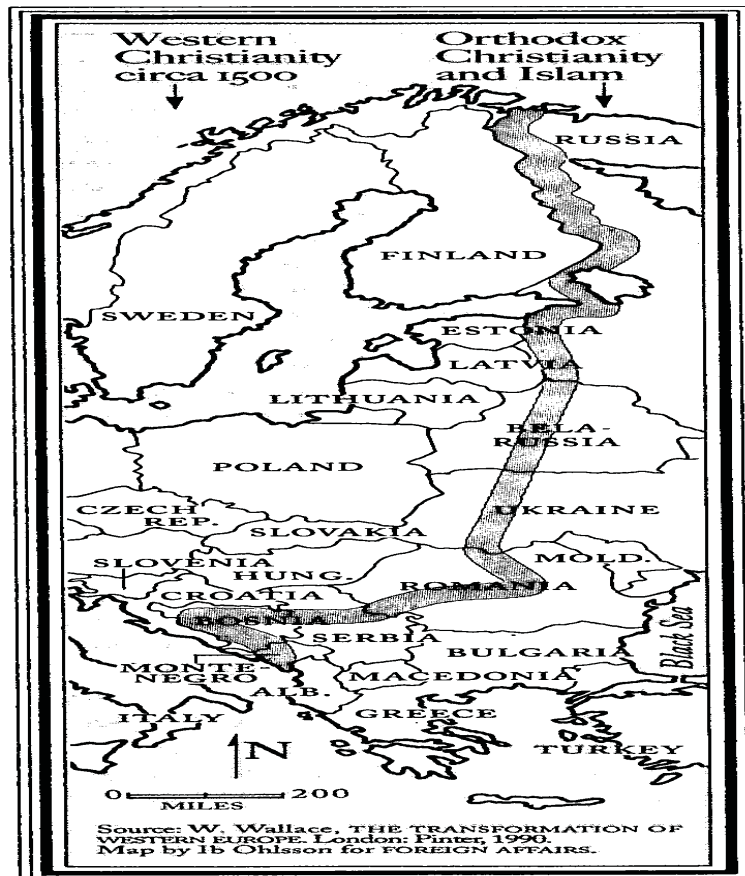 Western
Christianity
circa 1500
Orthodox
Christianity
and Islam
RUSSIA
FINLAND
SWEDEN
ESTONIA
LATVIA
LITHUANIA
BELA-
RUSSIA
POLAND
UKRAINE
CZECH
REP.
SLOVAKIA
MOLD.
SLOVENIA
HUNG.
ROMANIA
CROATIA
BOSNIA
SERBIA
BULGARIA
Black Sea
MONTE-
NEGRO
MACEDONIA
ALB.
ITALY
GREECE
TURKEY
N
0 200
MILES
Source: W. Wallace, THE TRANSFORMATION OF
WESTERN EUROPE. London: Pinter, 1990.
Map by Ib Ohlsson for FOREIGN AFFAIRS.